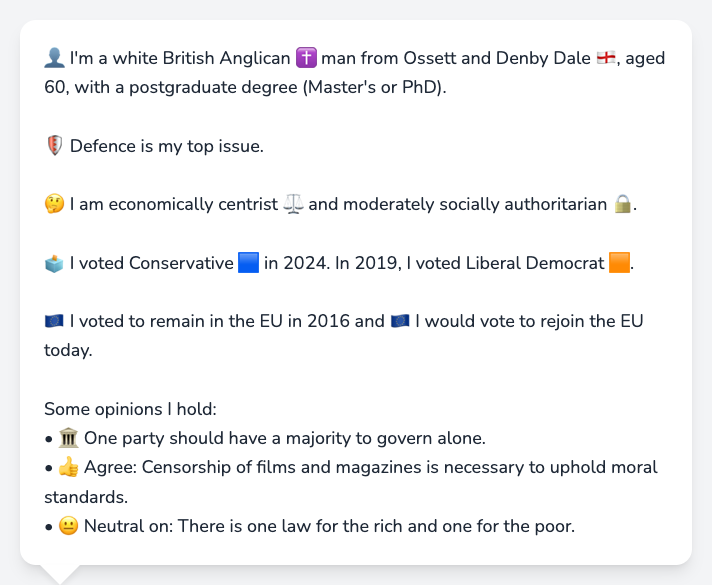 👤 I'm a white British Anglican ✝️ man from Ossett and Denby Dale 🏴󠁧󠁢󠁥󠁮󠁧󠁿, aged
60, with a postgraduate degree (Master's or PhD).
🛡️ Defence is my top issue.
🤔 I am economically centrist ⚖️ and moderately socially authoritarian 🔒.
🗳️ I voted Conservative 🟦 in 2024. In 2019, I voted Liberal Democrat 🟧.
🇪🇺 I voted to remain in the EU in 2016 and 🇪🇺 I would vote to rejoin the EU
today.
Some opinions I hold:
• 🏛️ One party should have a majority to govern alone.
• 👍 Agree: Censorship of films and magazines is necessary to uphold moral
standards.
• 😐 Neutral on: There is one law for the rich and one for the poor.